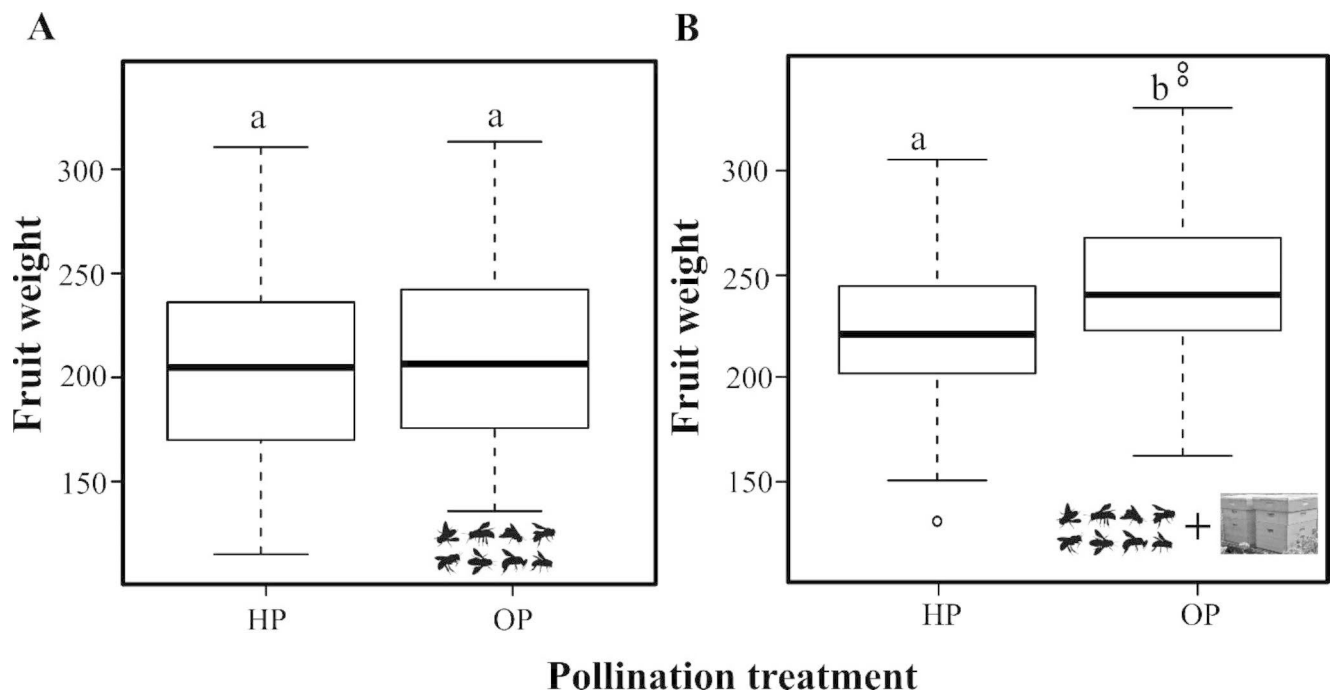 A
B
a
a
a
b
300
250
200
150
Fruit weight
300
250
200
150
Fruit weight
+
HP
OP
HP
OP
Pollination treatment